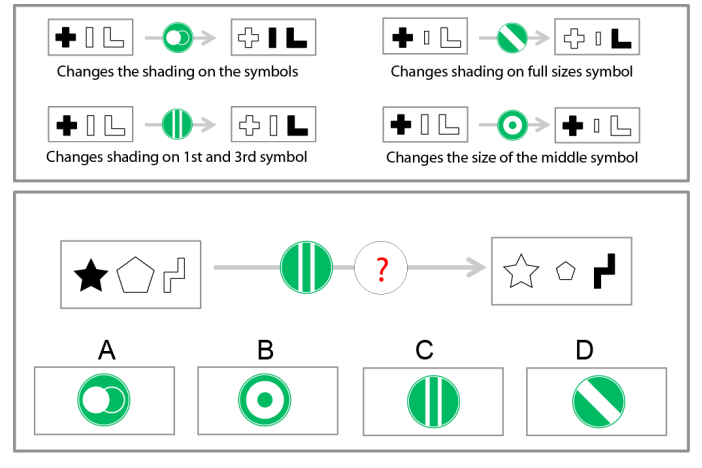 Changes the shading on the symbols
Changes shading on full sizes symbol
Changes shading on 1st and 3rd symbol
Changes the size of the middle symbol
?
A B C D